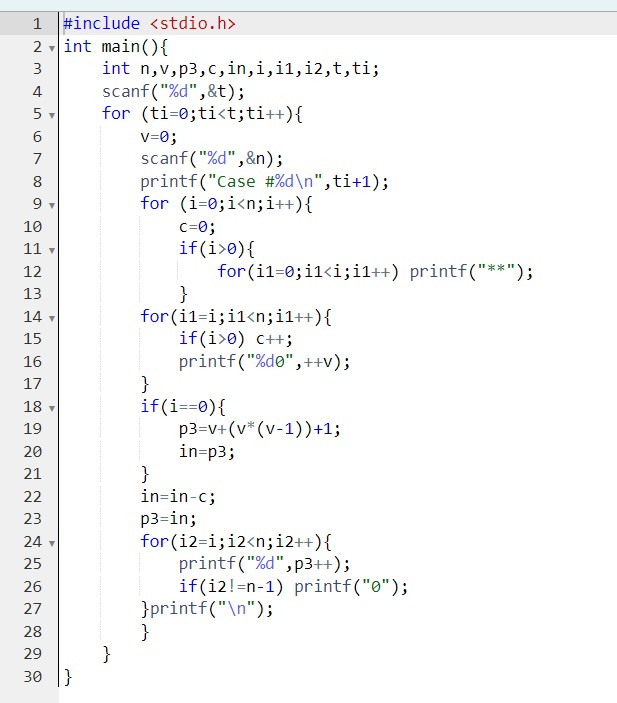 1 #include <stdio.h>
2 int main(){
3     int n,v,p3,c,in,i,i1,i2,t,ti;
4     scanf("%d",&t);
5     for (ti=0;ti<t;ti++){
6         v=0;
7         scanf("%d",&n);
8         printf("Case #%d\n",ti+1);
9         for (i=0;i<n;i++){
10             c=0;
11             if(i>0){
12                 for(i1=0;i1<i;i1++) printf("**");
13             }
14         for(i1=i;i1<n;i1++){
15             if(i>0) c++;
16             printf("%d0",++v);
17         }
18         if(i==0){
19             p3=v+(v*(v-1))+1;
20             in=p3;
21         }
22         in=in-c;
23         p3=in;
24         for(i2=i;i2<n;i2++){
25             printf("%d",p3++);
26             if(i2!=n-1) printf("0");
27         }printf("\n");
28         }
29     }
30 }